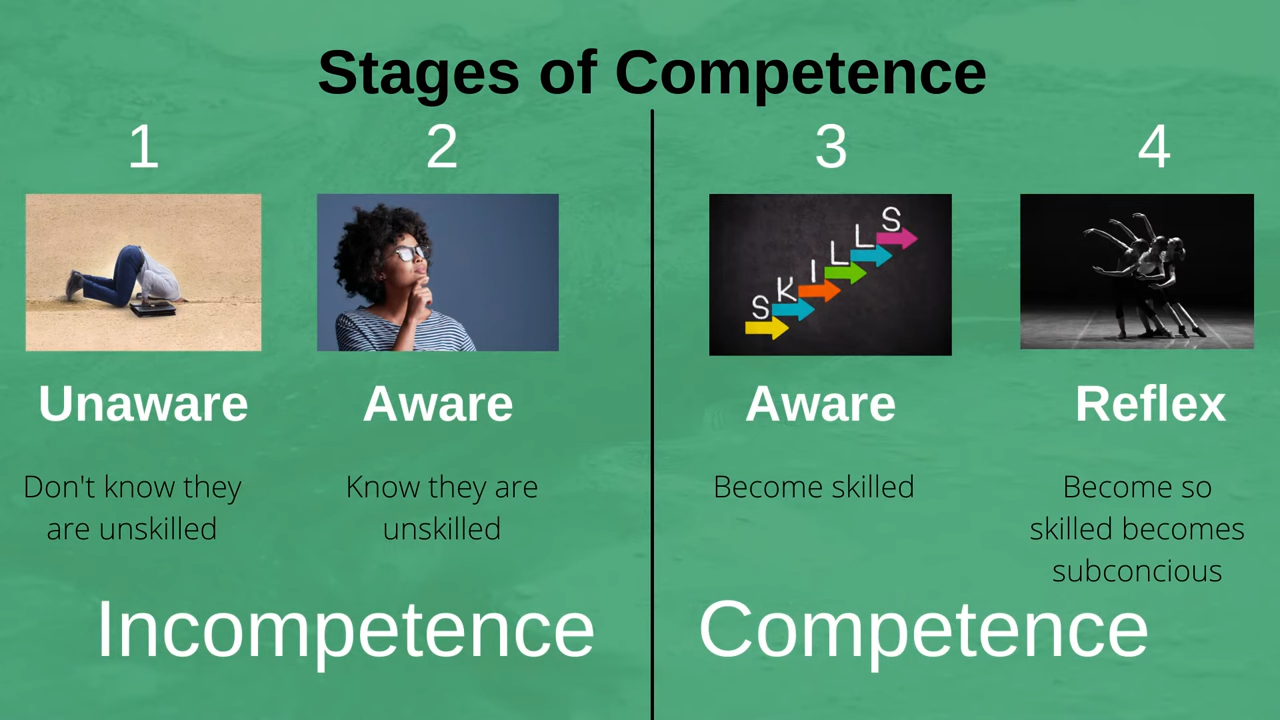 Stages of Competence
1
2
3
4
S
K
I
L
L
S
Unaware
Aware
Aware
Reflex
Don't know they
are unskilled
Know they are
unskilled
Become skilled
Become so
skilled becomes
subconcious
Incompetence
Competence